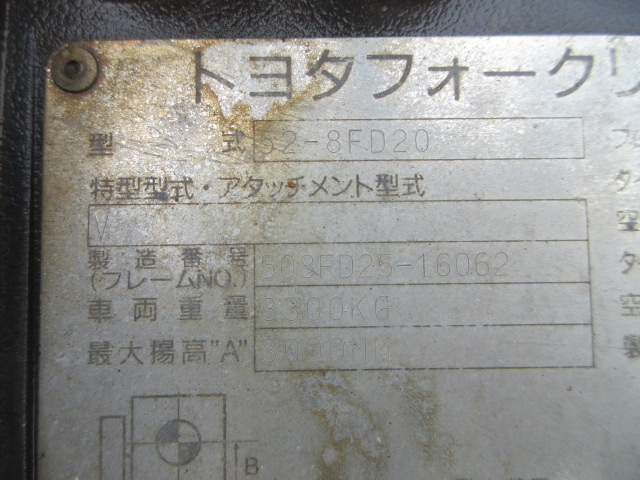 トヨタフォークリ
型 式 52-8FD20
特型型式・アタッチメント型式
V
製造番号 508FD25-16062
(フレームNO.)
車両重量 3300KG
最大揚高"A" 3000MM
B